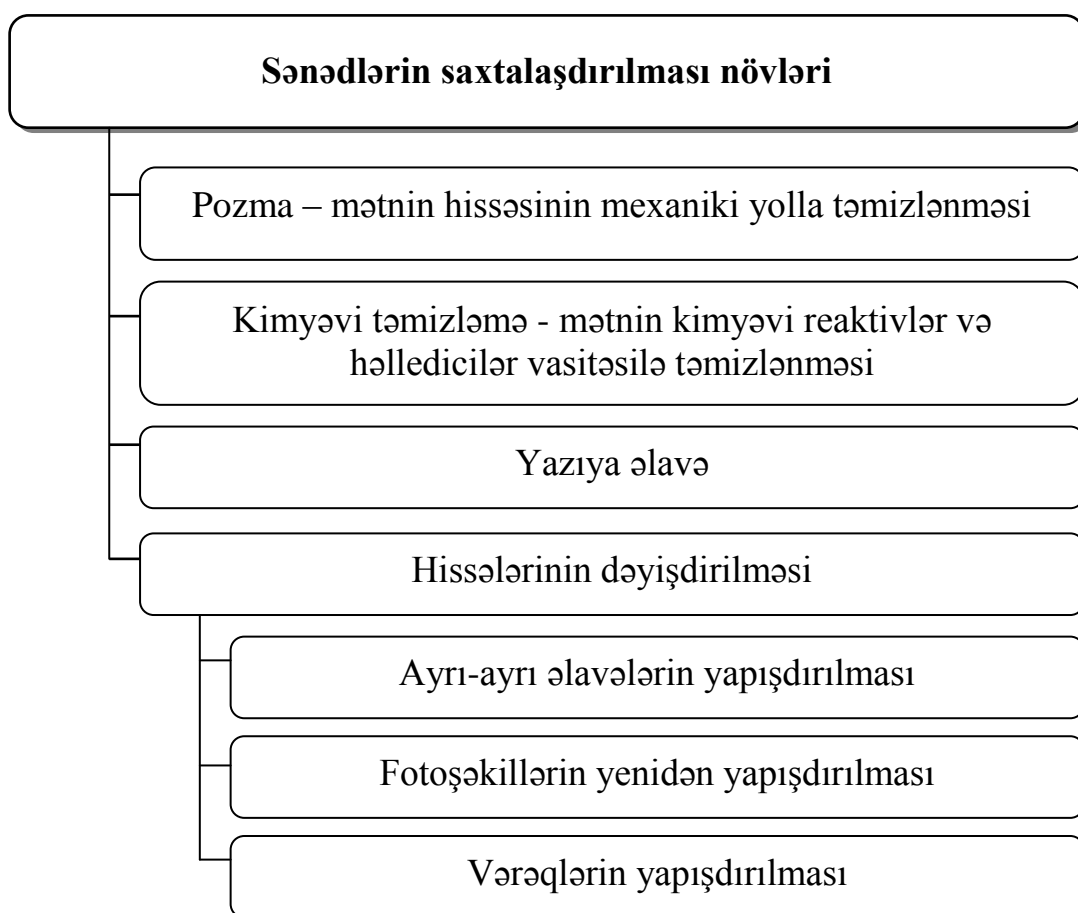 Sənədlərin saxtalaşdırılması növləri
Pozma – mətnin hissəsinin mexaniki yolla təmizlənməsi
Kimyəvi təmizləmə - mətnin kimyəvi reaktivlər və
həlledicilər vasitəsilə təmizlənməsi
Yazıya əlavə
Hissələrinin dəyişdirilməsi
Ayrı-ayrı əlavələrin yapışdırılması
Fotoşəkillərin yenidən yapışdırılması
Vərəqlərin yapışdırılması